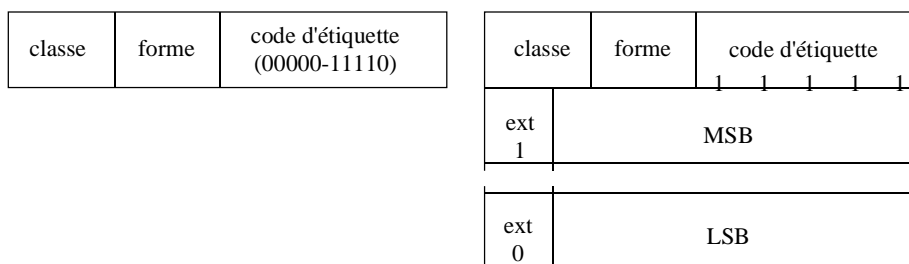 classe forme code d'étiquette
(00000-11110)
classe forme code d'étiquette
1 1 1 1 1
ext
1
MSB
ext
0
LSB